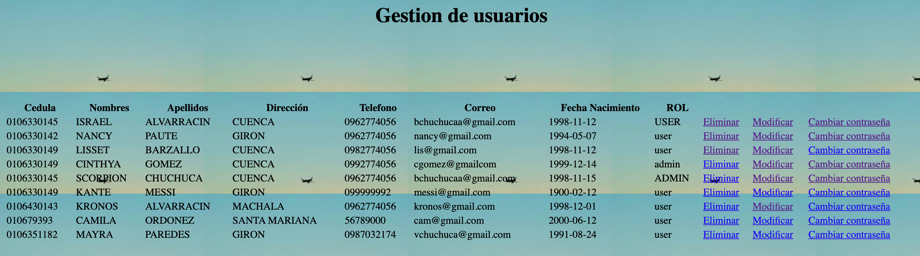 Gestion de usuarios
Cedula Nombres Apellidos Dirección Telefono Correo Fecha Nacimiento ROL
0106330145 ISRAEL ALVARRACIN CUENCA 0962774056 bchuchucaa@gmail.com 1998-11-12 USER Eliminar Modificar Cambiar contraseña
0106330142 NANCY PAUTE GIRON 0962774056 nancy@gmail.com 1994-05-07 user Eliminar Modificar Cambiar contraseña
0106330149 LISSET BARZALLO CUENCA 0982774056 lis@gmail.com 1998-11-12 user Eliminar Modificar Cambiar contraseña
0106330149 CINTHYA GOMEZ CUENCA 0992774056 cgomez@gmailcom 1999-12-14 admin Eliminar Modificar Cambiar contraseña
0106330145 SCORPION CHUCHUCA CUENCA 0962774056 bchuchucaa@gmail.com 1998-11-15 ADMIN Eliminar Modificar Cambiar contraseña
0106330149 KANTE MESSI GIRON 099999992 messi@gmail.com 1900-02-12 user Eliminar Modificar Cambiar contraseña
0106430143 KRONOS ALVARRACIN MACHALA 0962774056 kronos@gmail.com 1998-12-01 user Eliminar Modificar Cambiar contraseña
010679393 CAMILA ORDONEZ SANTA MARIANA 56789000 cam@gmail.com 2000-06-12 user Eliminar Modificar Cambiar contraseña
0106351182 MAYRA PAREDES GIRON 0987032174 vchuchuca@gmail.com 1991-08-24 user Eliminar Modificar Cambiar contraseña